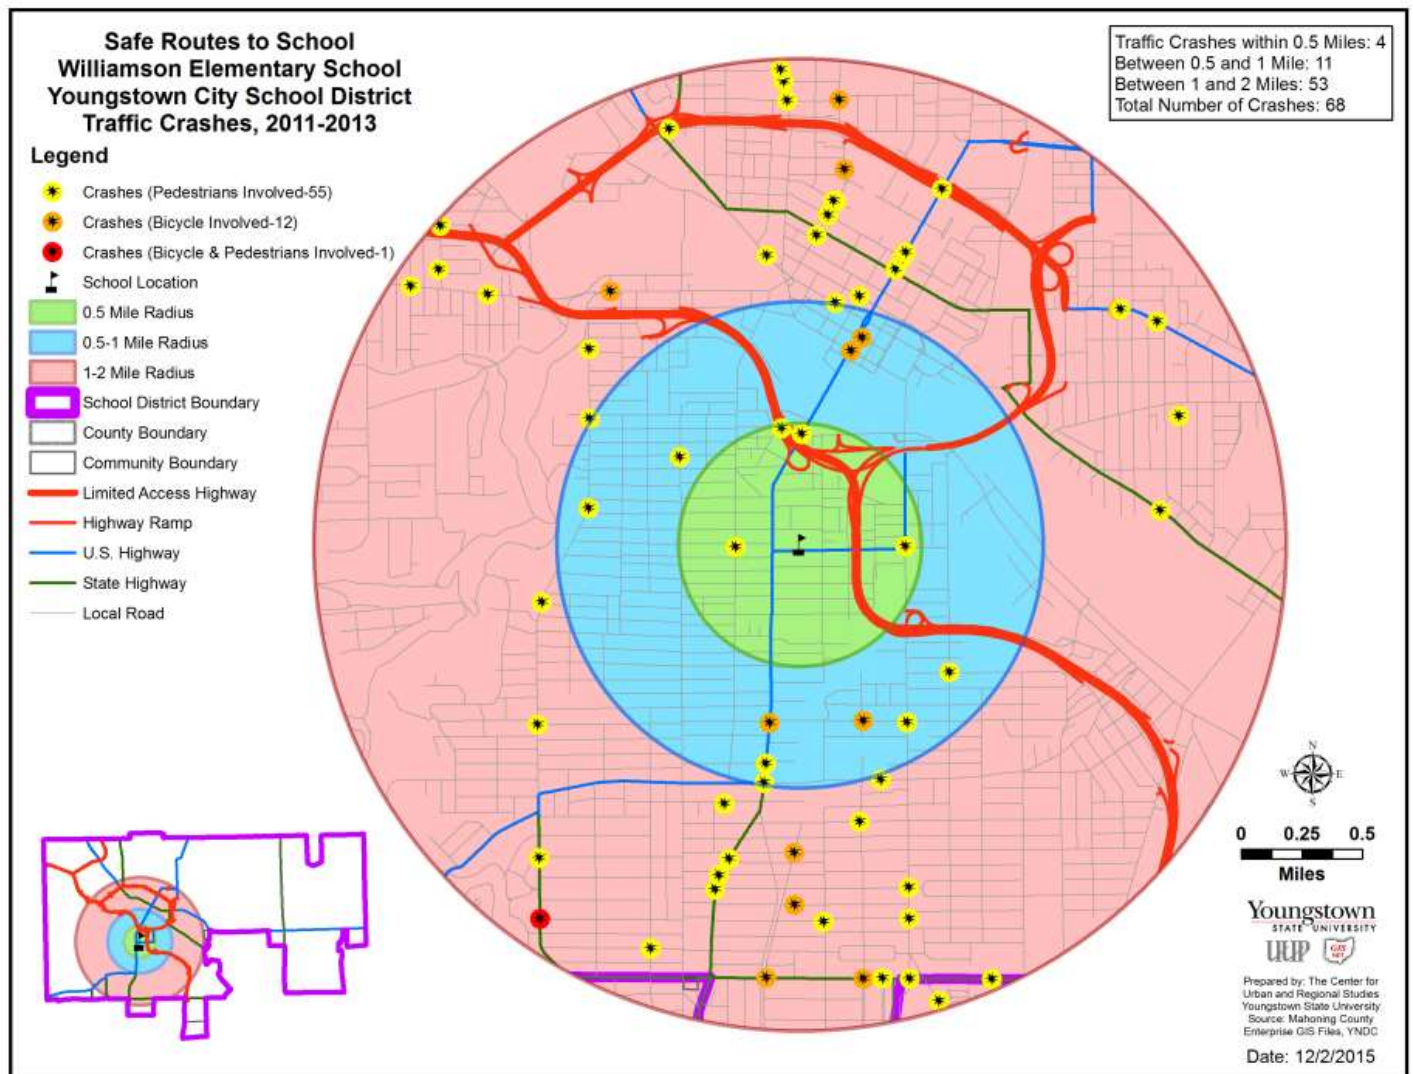 Safe Routes to School
Williamson Elementary School
Youngstown City School District
Traffic Crashes, 2011-2013
Traffic Crashes within 0.5 Miles: 4
Between 0.5 and 1 Mile: 11
Between 1 and 2 Miles: 53
Total Number of Crashes: 68
Legend
Crashes (Pedestrians Involved-55)
Crashes (Bicycle Involved-12)
Crashes (Bicycle & Pedestrians Involved-1)
School Location
0.5 Mile Radius
0.5-1 Mile Radius
1-2 Mile Radius
School District Boundary
County Boundary
Community Boundary
Limited Access Highway
Highway Ramp
U.S. Highway
State Highway
Local Road
N
W E
S
0 0.25 0.5
Miles
Youngstown
STATE UNIVERSITY
Prepared by: The Center for
Urban and Regional Studies
Youngstown State University
Source: Mahoning County
Enterprise GIS Files, YNDC
Date: 12/2/2015